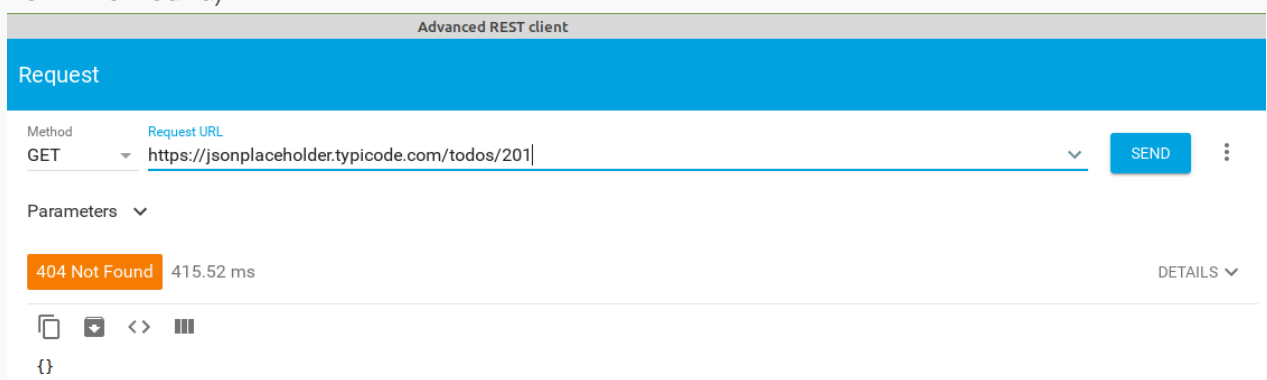 Advanced REST client
Request
Method
Request URL
GET
https://jsonplaceholder.typicode.com/todos/201
SEND
Parameters
404 Not Found
415.52 ms
DETAILS
{}